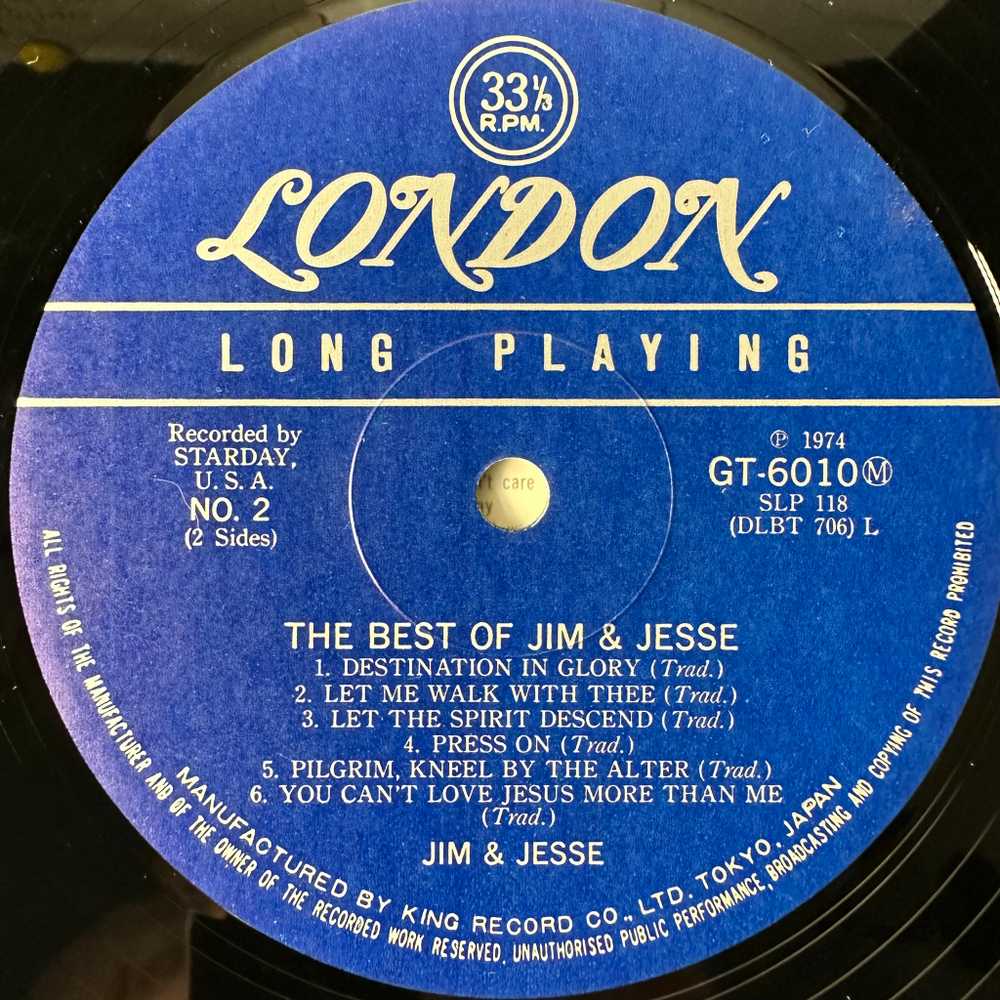 33 1/3
R.P.M.
LONDON
LONG PLAYING
Recorded by
STARDAY,
U. S. A.
NO. 2
(2 Sides)
℗ 1974
GT-6010 Ⓜ
SLP 118
(DLBT 706) L
't care
THE BEST OF JIM & JESSE
1. DESTINATION IN GLORY (Trad.)
2. LET ME WALK WITH THEE (Trad.)
3. LET THE SPIRIT DESCEND (Trad.)
4. PRESS ON (Trad.)
5. PILGRIM, KNEEL BY THE ALTER (Trad.)
6. YOU CAN'T LOVE JESUS MORE THAN ME
(Trad.)
JIM & JESSE
MANUFACTURED BY KING RECORD CO., LTD. TOKYO, JAPAN
ALL RIGHTS OF THE MANUFACTURER AND OF THE OWNER OF THE RECORDED WORK RESERVED, UNAUTHORISED PUBLIC PERFORMANCE, BROADCASTING AND COPYING OF THIS RECORD PROHIBITED